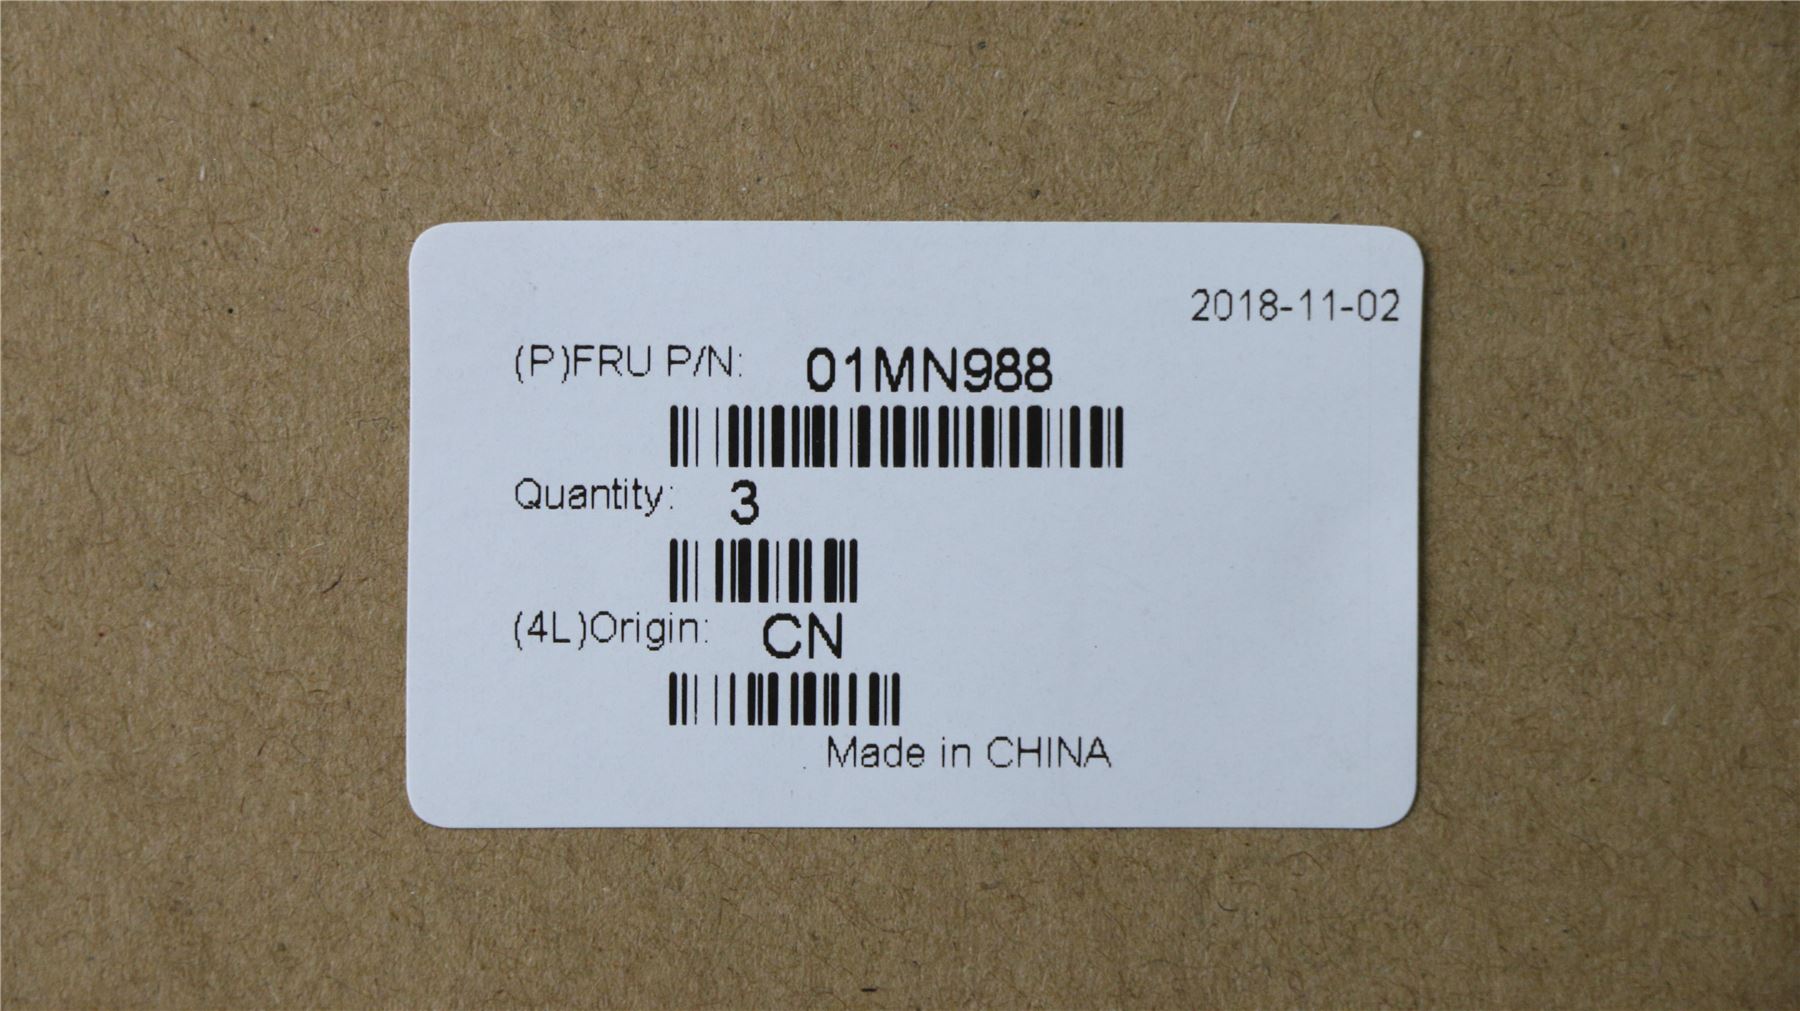 2018-11-02
(P)FRU P/N: 01MN988
Quantity: 3
(4L)Origin: CN
Made in CHINA